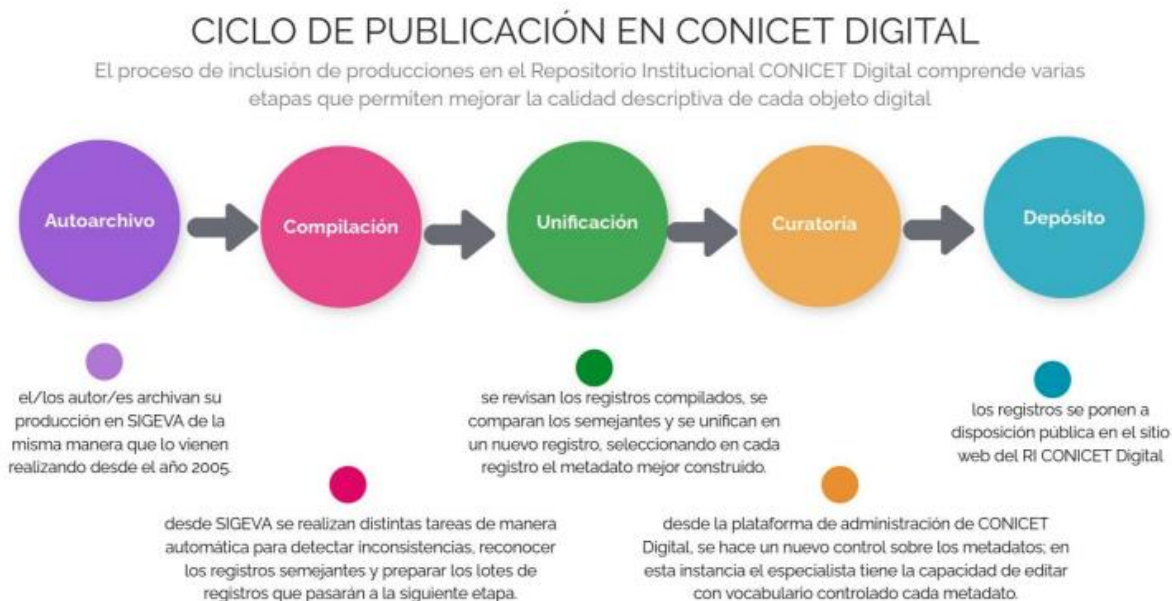 CICLO DE PUBLICACIÓN EN CONICET DIGITAL
El proceso de inclusión de producciones en el Repositorio Institucional CONICET Digital comprende varias
etapas que permiten mejorar la calidad descriptiva de cada objeto digital
Autoarchivo
Compilación
Unificación
Curatoría
Depósito
el/los autor/es archivan su
producción en SIGEVA de la
misma manera que lo vienen
realizando desde el año 2005.
desde SIGEVA se realizan distintas tareas de manera
automática para detectar inconsistencias, reconocer
los registros semejantes y preparar los lotes de
registros que pasarán a la siguiente etapa.
se revisan los registros compilados, se
comparan los semejantes y se unifican en
un nuevo registro, seleccionando en cada
registro el metadato mejor construido.
desde la plataforma de administración de CONICET
Digital, se hace un nuevo control sobre los metadatos; en
esta instancia el especialista tiene la capacidad de editar
con vocabulario controlado cada metadato.
los registros se ponen a
disposición pública en el sitio
web del RI CONICET Digital